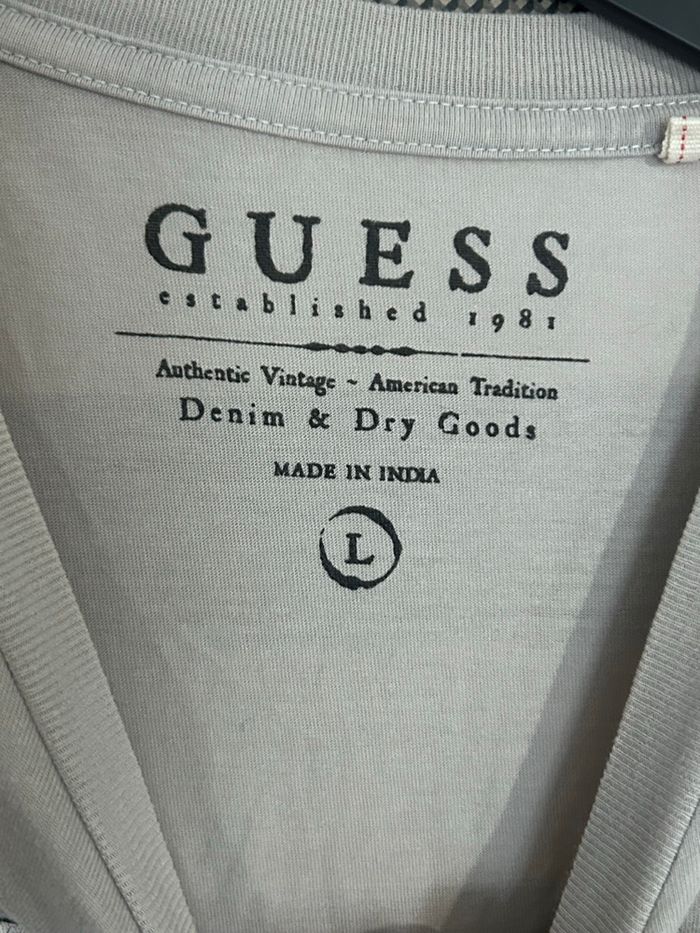 GUESS
established 1981
Authentic Vintage ~ American Tradition
Denim & Dry Goods
MADE IN INDIA
L